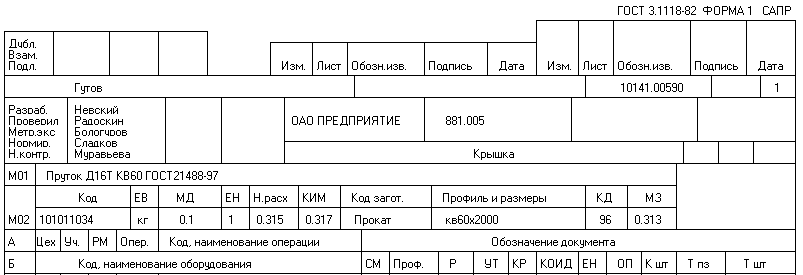 ГОСТ 3.1118-82 ФОРМА 1 САПР
Дубл.
Взам.
Подл.
Изм. Лист Обозн.изв. Подпись Дата Изм. Лист Обозн.изв. Подпись Дата
Гутов 10141.00590 1
Разраб. Невский
Проверил Радоскин
Метр.экс Бологуров
Нормир. Сладков
Н.контр. Муравьева
ОАО ПРЕДПРИЯТИЕ 881.005
Крышка
М01 Пруток Д16Т КВ60 ГОСТ21488-97
Код ЕВ МД ЕН Н.расх КИМ Код загот. Профиль и размеры КД МЗ
М02 101011034 кг 0.1 1 0.315 0.317 Прокат кв60х2000 96 0.313
А Цех Уч. РМ Опер. Код, наименование операции Обозначение документа
Б Код, наименование оборудования СМ Проф. Р УТ КР КОИД ЕН ОП К шт Т пз Т шт